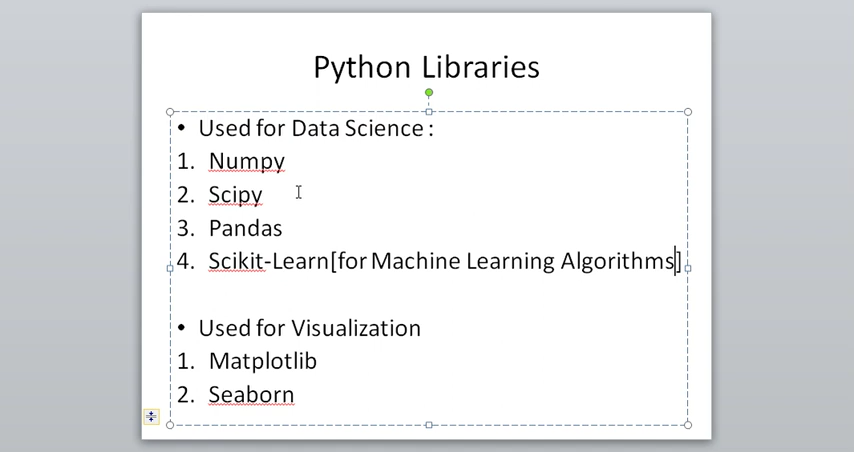 Python Libraries
• Used for Data Science :
1. Numpy
2. Scipy
3. Pandas
4. Scikit-Learn[for Machine Learning Algorithms]
• Used for Visualization
1. Matplotlib
2. Seaborn